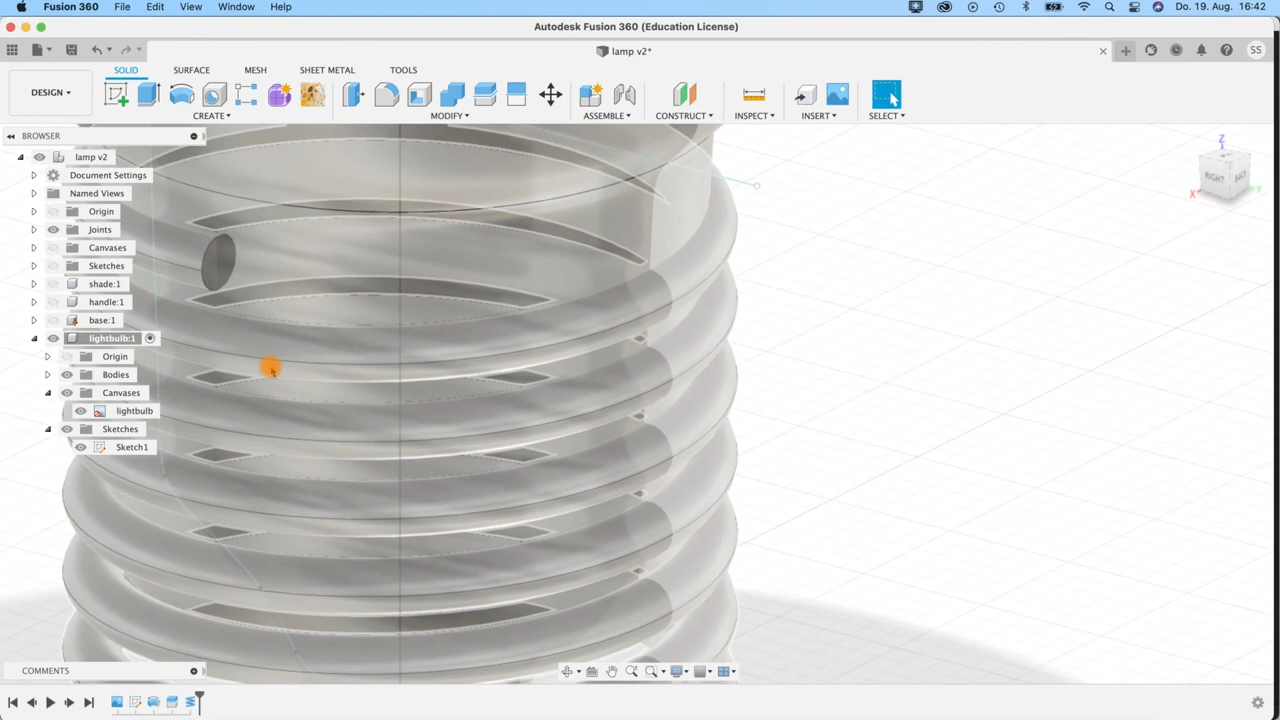 Fusion 360 File Edit View Window Help Do. 19. Aug. 16:42
Autodesk Fusion 360 (Education License)
lamp v2*
SS
SOLID SURFACE MESH SHEET METAL TOOLS
DESIGN
CREATE MODIFY ASSEMBLE CONSTRUCT INSPECT INSERT SELECT
BROWSER
lamp v2
Document Settings
Named Views
Origin
Joints
Canvases
Sketches
shade:1
handle:1
base:1
lightbulb:1
Origin
Bodies
Canvases
lightbulb
Sketches
Sketch1
Z
RIGHT BACK
X Y
COMMENTS